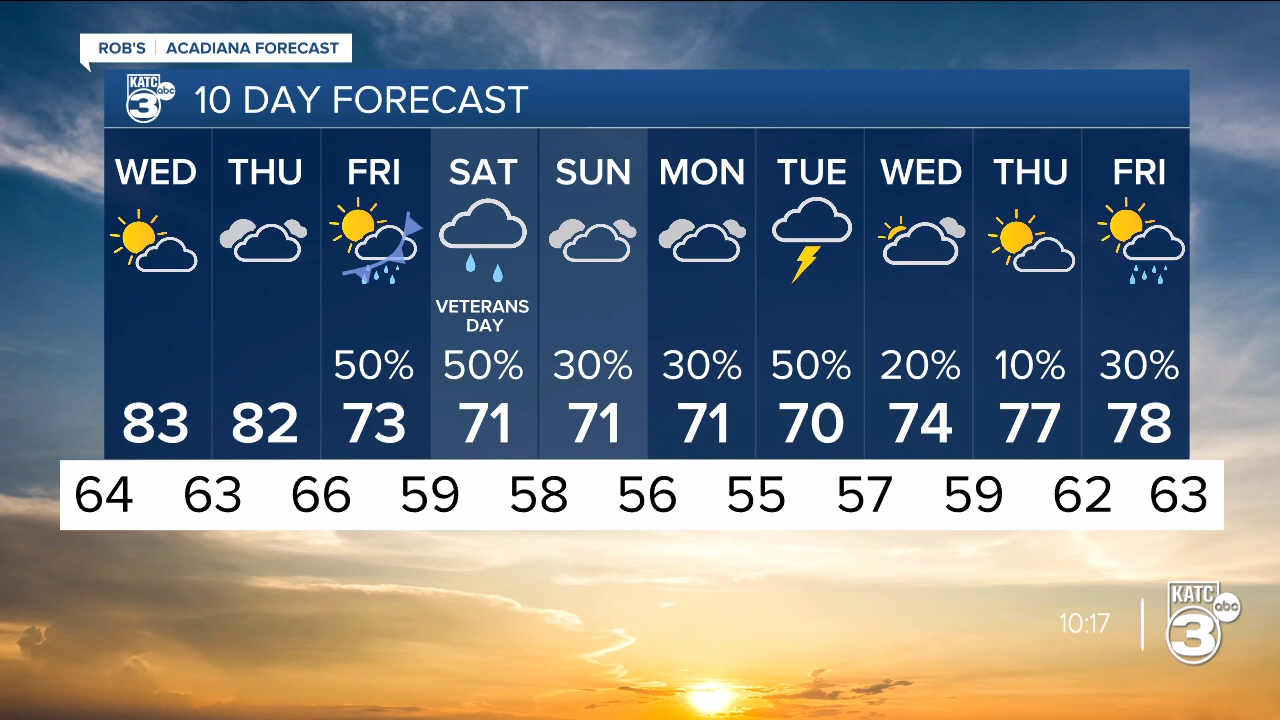 ROB'S ACADIANA FORECAST
KATC 3 abc 10 DAY FORECAST
WED THU FRI SAT SUN MON TUE WED THU FRI
VETERANS
DAY
50% 50% 30% 30% 50% 20% 10% 30%
83 82 73 71 71 71 70 74 77 78
64 63 66 59 58 56 55 57 59 62 63
10:17 KATC 3 abc